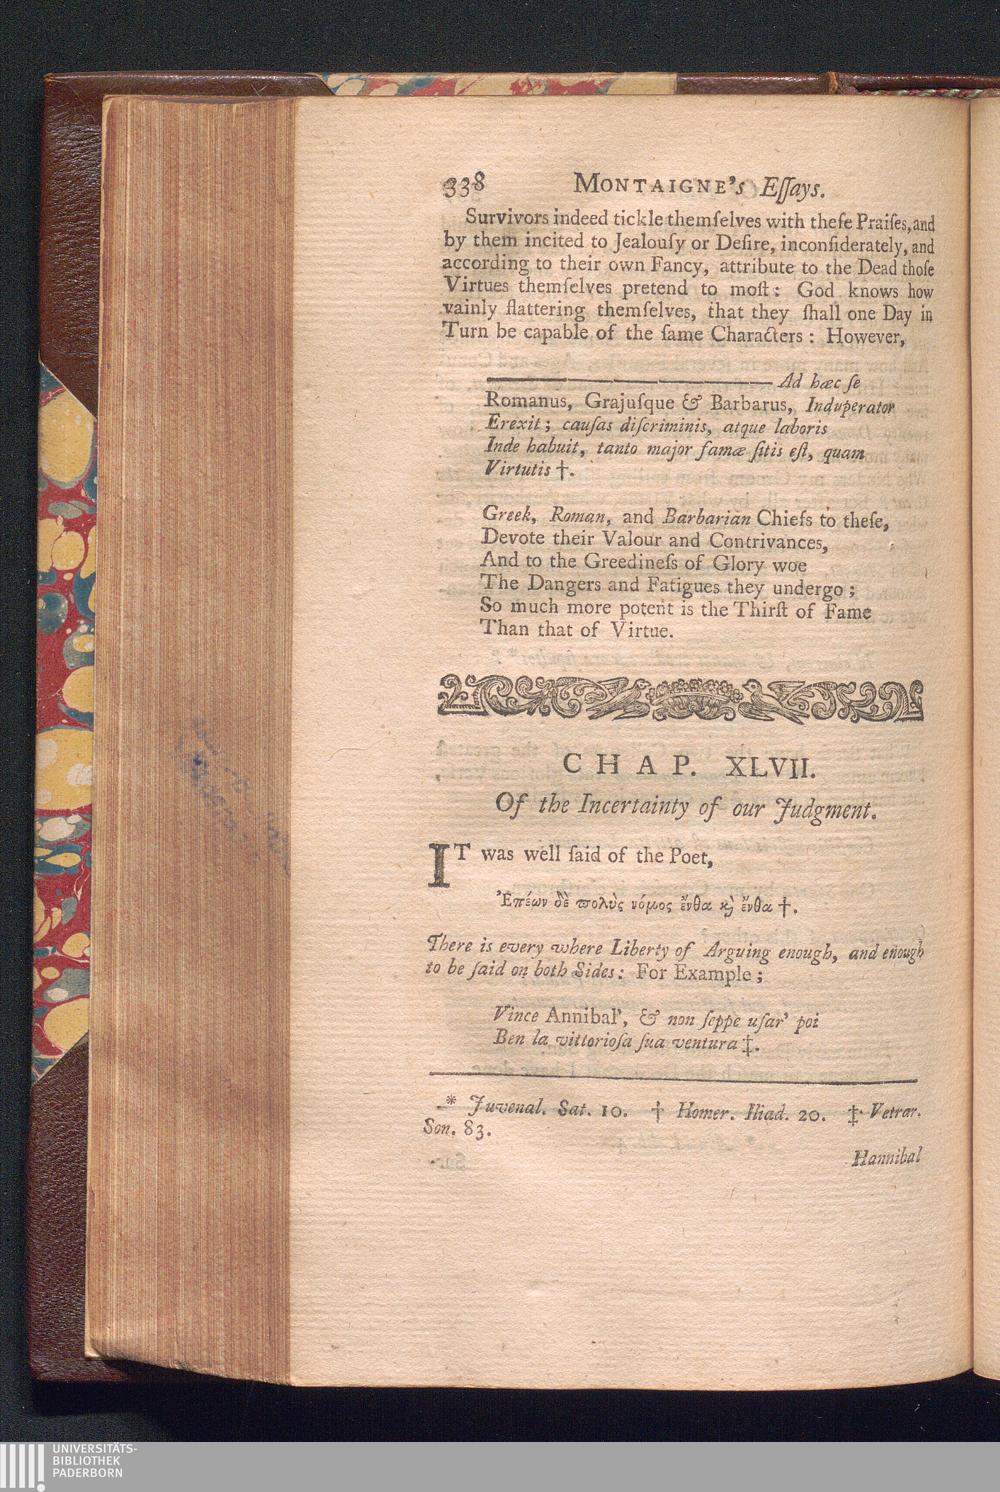 338 MONTAIGNE's Eſſays.
Survivors indeed tickle themſelves with theſe Praiſes, and
by them incited to Jealouſy or Deſire, inconſiderately, and
according to their own Fancy, attribute to the Dead thoſe
Virtues themſelves pretend to moſt: God knows how
vainly flattering themſelves, that they ſhall one Day in
Turn be capable of the ſame Characters: However,
Ad hæc ſe
Romanus, Grajuſque & Barbarus, Induperator
Erexit; cauſas diſcriminis, atque laboris
Inde habuit, tanto major famæ ſitis eſt, quam
Virtutis †.
Greek, Roman, and Barbarian Chiefs to theſe,
Devote their Valour and Contrivances,
And to the Greedineſs of Glory woe
The Dangers and Fatigues they undergo;
So much more potent is the Thirſt of Fame
Than that of Virtue.
CHAP. XLVII.
Of the Incertainty of our Judgment.
IT was well ſaid of the Poet,
Ἐπέων δὲ πολὺς νόμος ἔνθα ϗ̀ ἔνθα †.
There is every where Liberty of Arguing enough, and enough
to be ſaid on both Sides: For Example;
Vince Annibal', & non ſeppe uſar' poi
Ben la vittorioſa ſua ventura ‡.
* Juvenal. Sat. 10. † Homer. Iliad. 20. ‡ Vetrar.
Son. 83.
Hannibal
UNIVERSITÄTS-
BIBLIOTHEK
PADERBORN